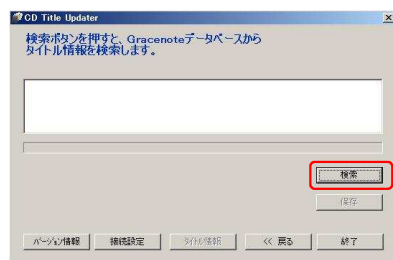 CD Title Updater
検索ボタンを押すと、Gracenoteデータベースから
タイトル情報を検索します。
検索
保存
バージョン情報 接続設定 タイトル情報 << 戻る 終了